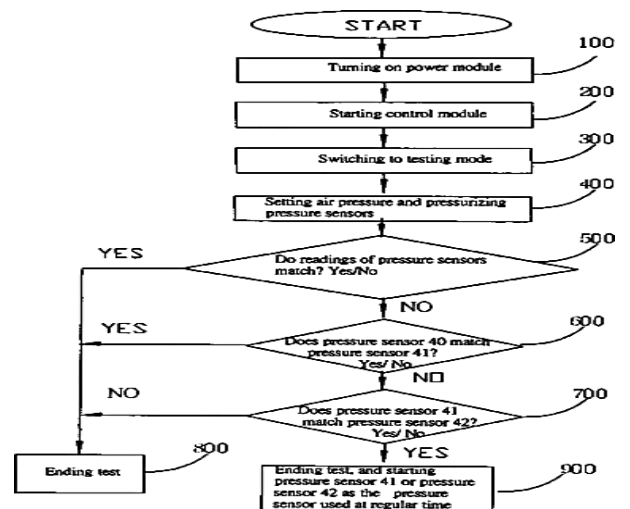 START
100
Turning on power module
200
Starting control module
300
Switching to testing mode
400
Setting air pressure and pressurizing
pressure sensors
500
YES
Do readings of pressure sensors
match? Yes/No
NO
600
YES
Does pressure sensor 40 match
pressure sensor 41?
Yes/ No
NO
700
NO
Does pressure sensor 41
match pressure sensor 42?
Yes/ No
800
YES
900
Ending test
Ending test, and starting
pressure sensor 41 or pressure
sensor 42 as the pressure
sensor used at regular time